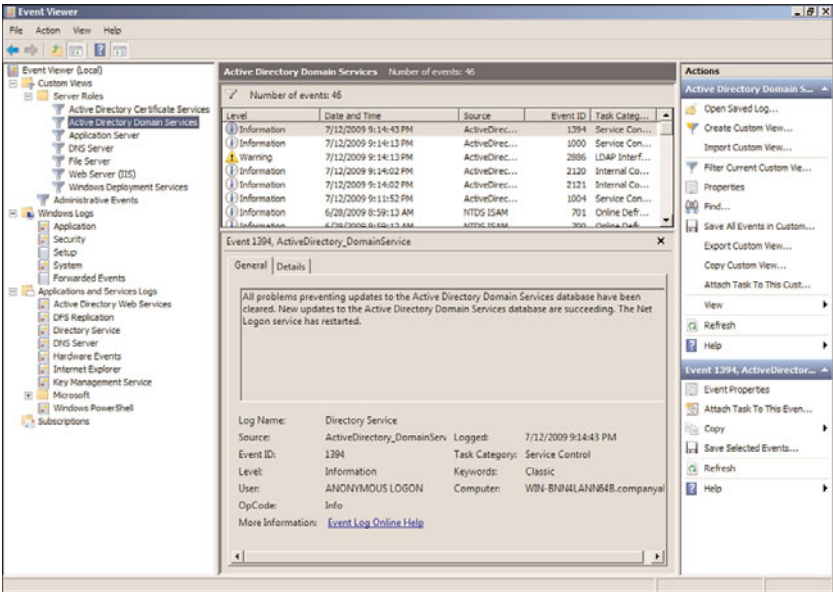 Event Viewer
File Action View Help
Event Viewer (Local)
Custom Views
Server Roles
Active Directory Certificate Services
Active Directory Domain Services
Application Server
DNS Server
File Server
Web Server (IIS)
Windows Deployment Services
Administrative Events
Windows Logs
Application
Security
Setup
System
Forwarded Events
Applications and Services Logs
Active Directory Web Services
DFS Replication
Directory Service
DNS Server
Hardware Events
Internet Explorer
Key Management Service
Microsoft
Windows PowerShell
Subscriptions
Active Directory Domain Services Number of events: 46
Number of events: 46
Level Date and Time Source Event ID Task Categ...
Information 7/12/2009 9:14:43 PM ActiveDirec... 1394 Service Con...
Information 7/12/2009 9:14:13 PM ActiveDirec... 1000 Service Con...
Warning 7/12/2009 9:14:13 PM ActiveDirec... 2886 LDAP Interf...
Information 7/12/2009 9:14:02 PM ActiveDirec... 2120 Internal Co...
Information 7/12/2009 9:14:02 PM ActiveDirec... 2121 Internal Co...
Information 7/12/2009 9:11:52 PM ActiveDirec... 1004 Service Con...
Information 6/28/2009 8:59:13 AM NTDS ISAM 701 Online Defr...
Information 6/28/2009 8:59:12 AM NTDS ISAM 700 Online Defr...
Event 1394, ActiveDirectory_DomainService
General Details
All problems preventing updates to the Active Directory Domain Services database have been
cleared. New updates to the Active Directory Domain Services database are succeeding. The Net
Logon service has restarted.
Log Name: Directory Service
Source: ActiveDirectory_DomainServ Logged: 7/12/2009 9:14:43 PM
Event ID: 1394 Task Category: Service Control
Level: Information Keywords: Classic
User: ANONYMOUS LOGON Computer: WIN-BNN4LANN64B.companyal
OpCode: Info
More Information: Event Log Online Help
Actions
Active Directory Domain S...
Open Saved Log...
Create Custom View...
Import Custom View...
Filter Current Custom Vie...
Properties
Find...
Save All Events in Custom...
Export Custom View...
Copy Custom View...
Attach Task To This Cust...
View
Refresh
Help
Event 1394, ActiveDirector...
Event Properties
Attach Task To This Even...
Copy
Save Selected Events...
Refresh
Help